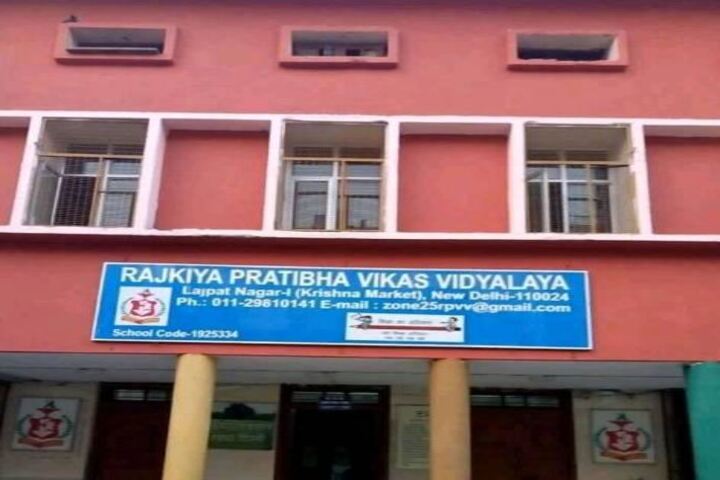 RAJKIYA PRATIBHA VIKAS VIDYALAYA
Lajpat Nagar-I (Krishna Market), New Delhi-110024
Ph.: 011-29810141 E-mail : zone25rpvv@gmail.com
School Code-1925334